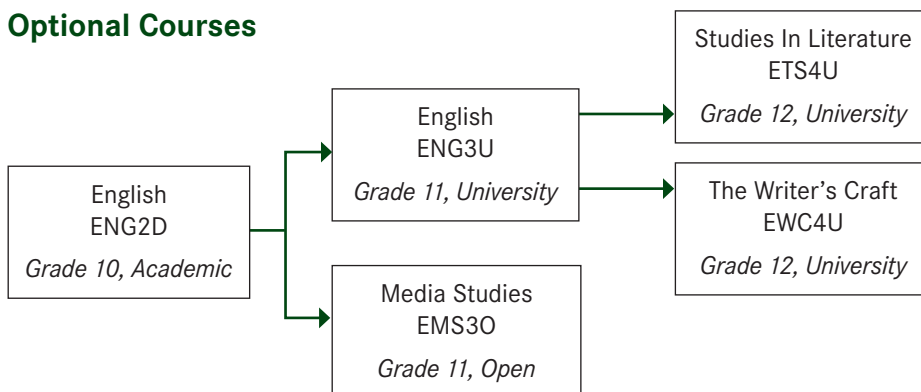 Optional Courses
English
ENG2D
Grade 10, Academic
English
ENG3U
Grade 11, University
Media Studies
EMS3O
Grade 11, Open
Studies In Literature
ETS4U
Grade 12, University
The Writer’s Craft
EWC4U
Grade 12, University